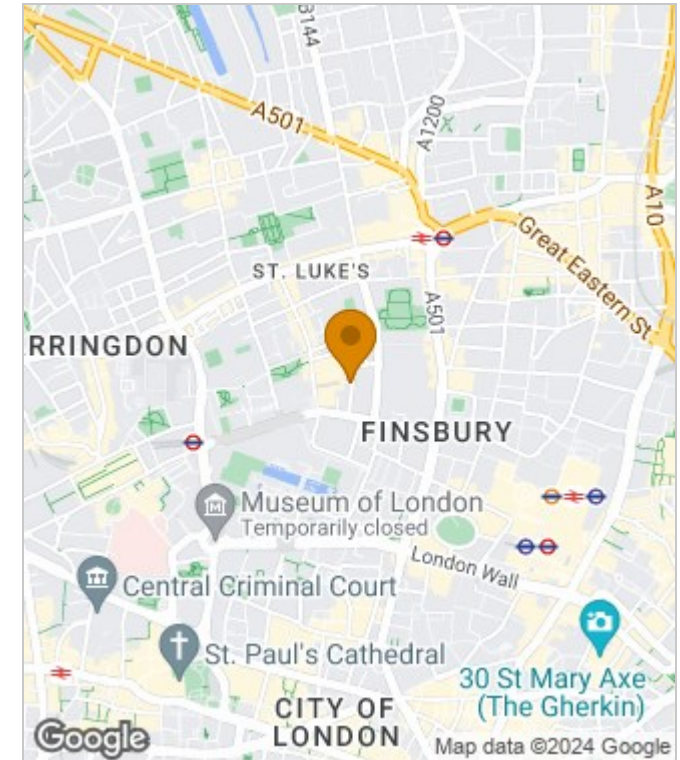 B144
A501
A1200
A10
Great Eastern St
ST. LUKE'S
A501
RRINGDON
FINSBURY
Museum of London
Temporarily closed
London Wall
Central Criminal Court
St. Paul's Cathedral
30 St Mary Axe
(The Gherkin)
CITY OF
LONDON
Google
Map data ©2024 Google